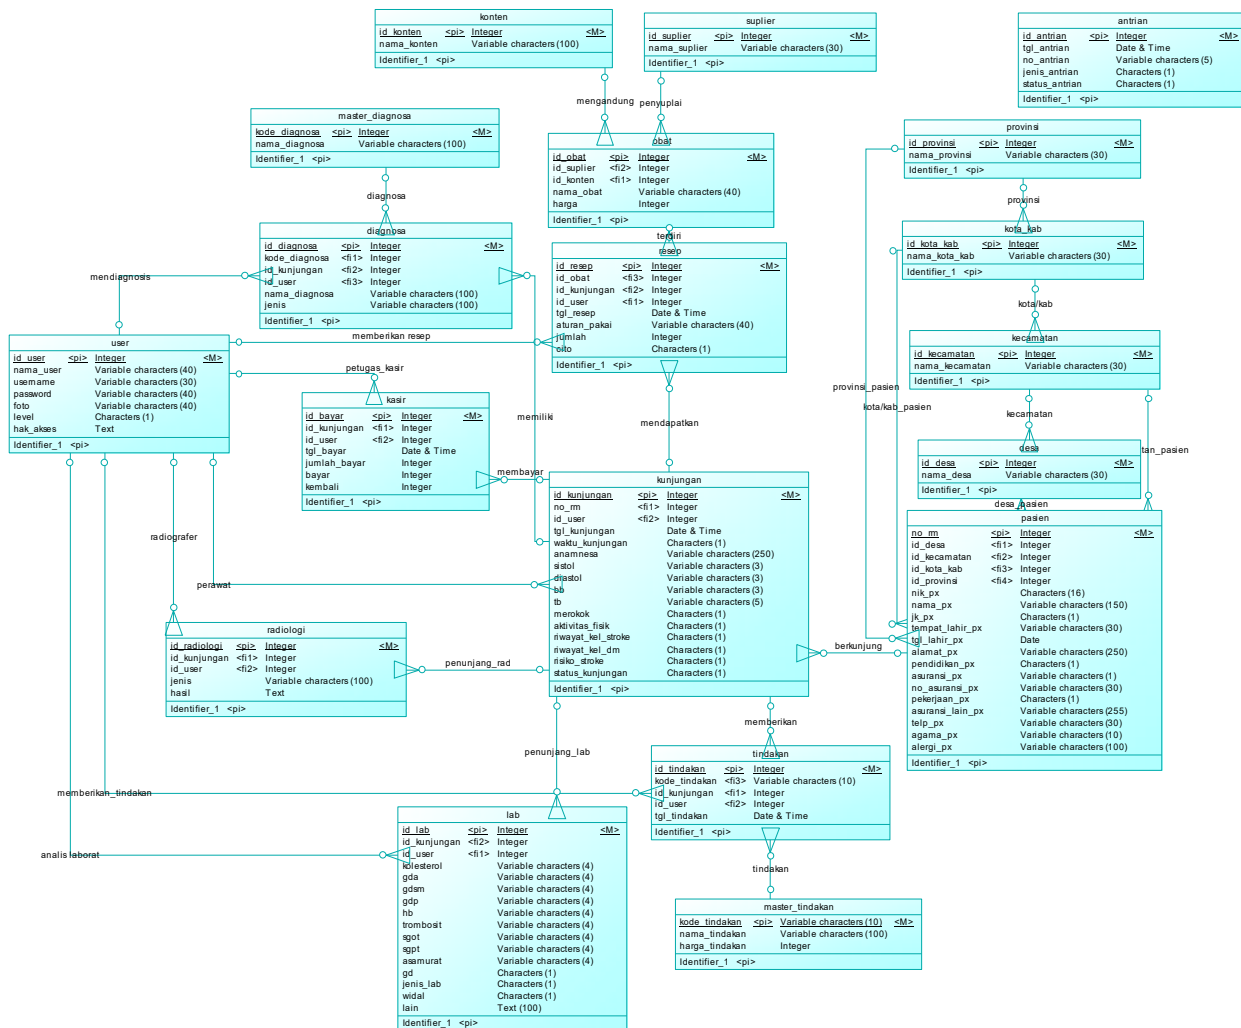 konten
id_konten <pi> Integer <M>
nama_konten Variable characters (100)
Identifier_1 <pi>
suplier
id_suplier <pi> Integer <M>
nama_suplier Variable characters (30)
Identifier_1 <pi>
antrian
id_antrian <pi> Integer <M>
tgl_antrian Date & Time
no_antrian Variable characters (5)
jenis_antrian Characters (1)
status_antrian Characters (1)
Identifier_1 <pi>
mengandung
penyuplai
master_diagnosa
kode_diagnosa <pi> Integer <M>
nama_diagnosa Variable characters (100)
Identifier_1 <pi>
obat
id_obat <pi> Integer <M>
id_suplier <fi2> Integer
id_konten <fi1> Integer
nama_obat Variable characters (40)
harga Integer
Identifier_1 <pi>
provinsi
id_provinsi <pi> Integer <M>
nama_provinsi Variable characters (30)
Identifier_1 <pi>
diagnosa
provinsi
diagnosa
id_diagnosa <pi> Integer <M>
kode_diagnosa <fi1> Integer
id_kunjungan <fi2> Integer
id_user <fi3> Integer
nama_diagnosa Variable characters (100)
jenis Variable characters (100)
Identifier_1 <pi>
terdiri
resep
id_resep <pi> Integer <M>
id_obat <fi3> Integer
id_kunjungan <fi2> Integer
id_user <fi1> Integer
tgl_resep Date & Time
aturan_pakai Variable characters (40)
jumlah Integer
cito Characters (1)
Identifier_1 <pi>
kota_kab
id_kota_kab <pi> Integer <M>
nama_kota_kab Variable characters (30)
Identifier_1 <pi>
mendiagnosis
kota/kab
user
id_user <pi> Integer <M>
nama_user Variable characters (40)
username Variable characters (30)
password Variable characters (40)
foto Variable characters (40)
level Characters (1)
hak_akses Text
Identifier_1 <pi>
memberikan resep
petugas_kasir
kecamatan
id_kecamatan <pi> Integer <M>
nama_kecamatan Variable characters (30)
Identifier_1 <pi>
kasir
id_bayar <pi> Integer <M>
id_kunjungan <fi1> Integer
id_user <fi2> Integer
tgl_bayar Date & Time
jumlah_bayar Integer
bayar Integer
kembali Integer
Identifier_1 <pi>
memiliki
mendapatkan
provinsi_pasien
kota/kab_pasien
kecamatan
tan_pasien
desa
id_desa <pi> Integer <M>
nama_desa Variable characters (30)
Identifier_1 <pi>
membayar
desa_pasien
kunjungan
id_kunjungan <pi> Integer <M>
no_rm <fi1> Integer
id_user <fi2> Integer
tgl_kunjungan Date & Time
waktu_kunjungan Characters (1)
anamnesa Variable characters (250)
sistol Variable characters (3)
diastol Variable characters (3)
bb Variable characters (3)
tb Variable characters (5)
merokok Characters (1)
aktivitas_fisik Characters (1)
riwayat_kel_stroke Characters (1)
riwayat_kel_dm Characters (1)
risiko_stroke Characters (1)
status_kunjungan Characters (1)
Identifier_1 <pi>
pasien
no_rm <pi> Integer <M>
id_desa <fi1> Integer
id_kecamatan <fi2> Integer
id_kota_kab <fi3> Integer
id_provinsi <fi4> Integer
nik_px Characters (16)
nama_px Variable characters (150)
jk_px Characters (1)
tempat_lahir_px Variable characters (30)
tgl_lahir_px Date
alamat_px Variable characters (250)
pendidikan_px Characters (1)
asuransi_px Variable characters (1)
no_asuransi_px Variable characters (30)
pekerjaan_px Characters (1)
asuransi_lain_px Variable characters (255)
telp_px Variable characters (30)
agama_px Variable characters (10)
alergi_px Variable characters (100)
Identifier_1 <pi>
radiografer
perawat
radiologi
id_radiologi <pi> Integer <M>
id_kunjungan <fi1> Integer
id_user <fi2> Integer
jenis Variable characters (100)
hasil Text
Identifier_1 <pi>
penunjang_rad
berkunjung
penunjang_lab
memberikan
tindakan
id_tindakan <pi> Integer <M>
kode_tindakan <fi3> Variable characters (10)
id_kunjungan <fi1> Integer
id_user <fi2> Integer
tgl_tindakan Date & Time
Identifier_1 <pi>
memberikan_tindakan
lab
id_lab <pi> Integer <M>
id_kunjungan <fi2> Integer
id_user <fi1> Integer
kolesterol Variable characters (4)
gda Variable characters (4)
gdsm Variable characters (4)
gdp Variable characters (4)
hb Variable characters (4)
trombosit Variable characters (4)
sgot Variable characters (4)
sgpt Variable characters (4)
asamurat Variable characters (4)
gd Characters (1)
jenis_lab Characters (1)
widal Characters (1)
lain Text (100)
Identifier_1 <pi>
analis laborat
tindakan
master_tindakan
kode_tindakan <pi> Variable characters (10) <M>
nama_tindakan Variable characters (100)
harga_tindakan Integer
Identifier_1 <pi>